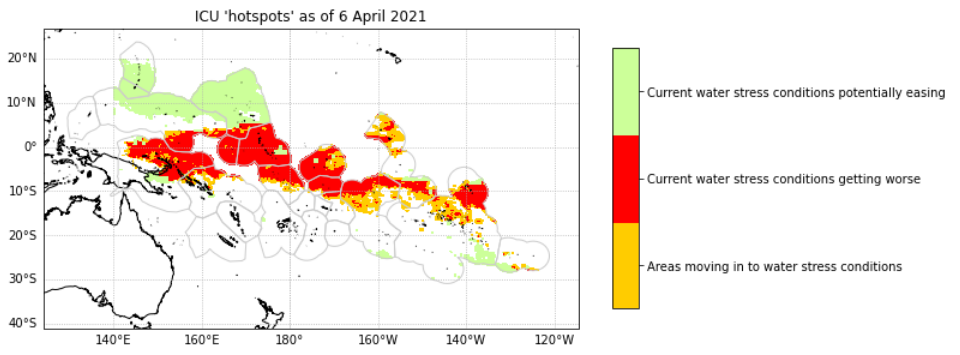 ICU 'hotspots' as of 6 April 2021
20°N
10°N
0°
10°S
20°S
30°S
40°S
140°E
160°E
180°
160°W
140°W
120°W
Current water stress conditions potentially easing
Current water stress conditions getting worse
Areas moving in to water stress conditions